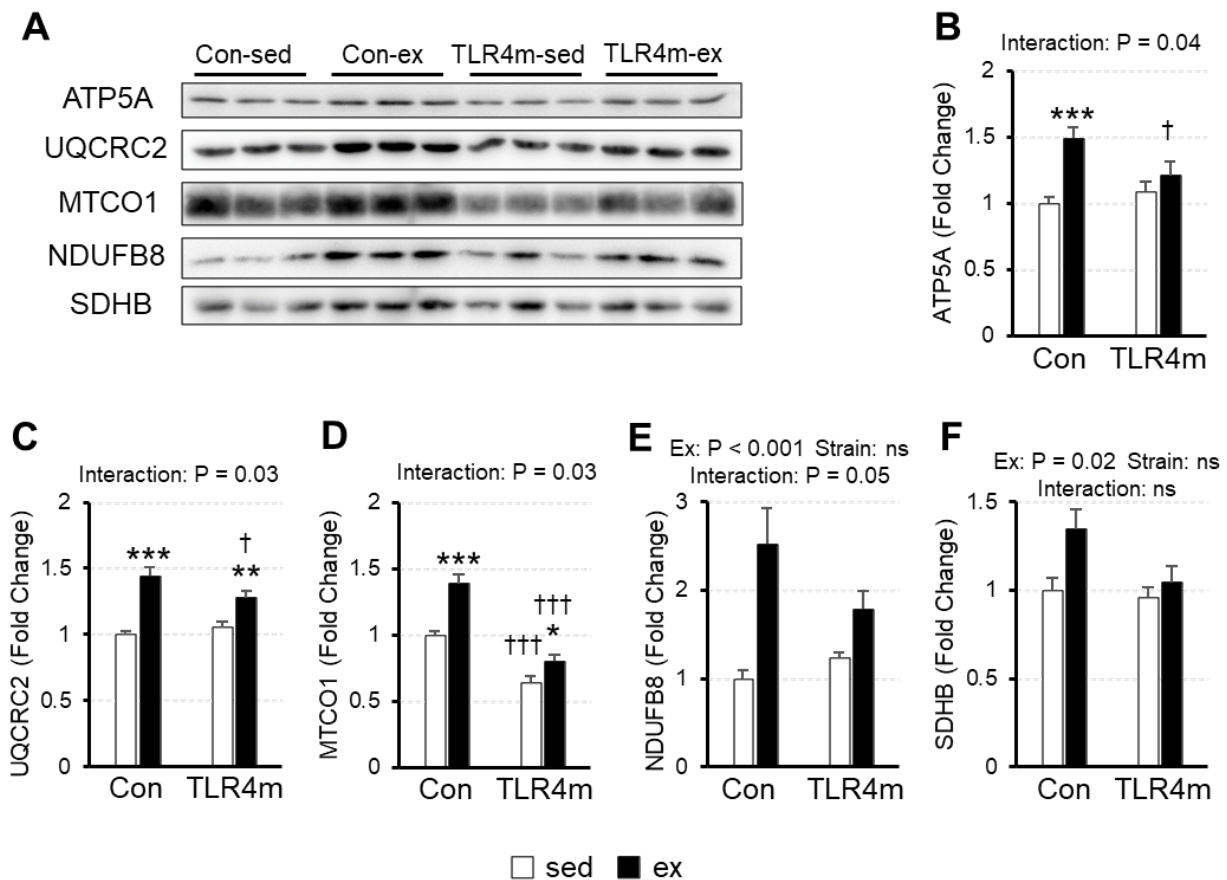 A
Con-sed Con-ex TLR4m-sed TLR4m-ex
ATP5A
UQCRC2
MTCO1
NDUFB8
SDHB
B
Interaction: P = 0.04
ATP5A (Fold Change)
2
1.5
1
0.5
0
***
†
Con TLR4m
C
Interaction: P = 0.03
UQCRC2 (Fold Change)
2
1.5
1
0.5
0
***
†
**
Con TLR4m
D
Interaction: P = 0.03
MTCO1 (Fold Change)
2
1.5
1
0.5
0
***
†††
†††
*
Con TLR4m
E
Ex: P < 0.001 Strain: ns
Interaction: P = 0.05
NDUFB8 (Fold Change)
3
2
1
0
Con TLR4m
F
Ex: P = 0.02 Strain: ns
Interaction: ns
SDHB (Fold Change)
1.5
1
0.5
0
Con TLR4m
sed ex